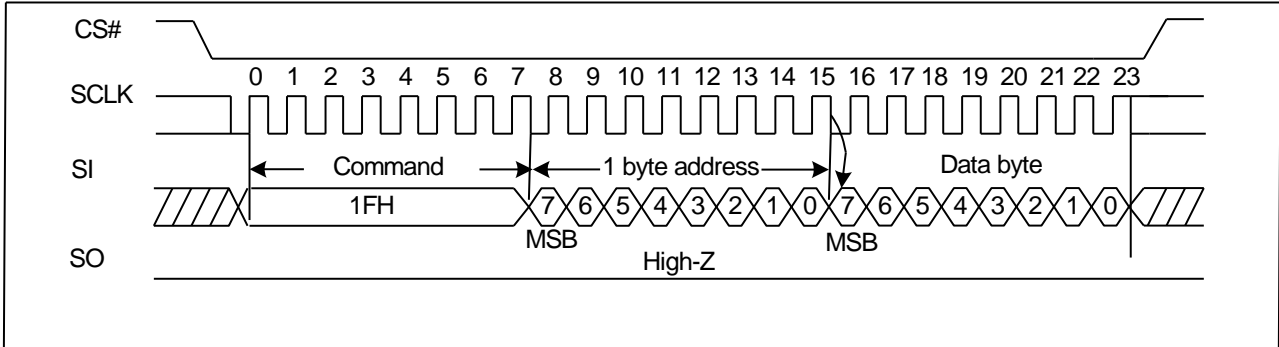 CS#
0 1 2 3 4 5 6 7 8 9 10 11 12 13 14 15 16 17 18 19 20 21 22 23
SCLK
SI Command 1 byte address Data byte
1FH 7 6 5 4 3 2 1 0 7 6 5 4 3 2 1 0
MSB MSB
SO High-Z